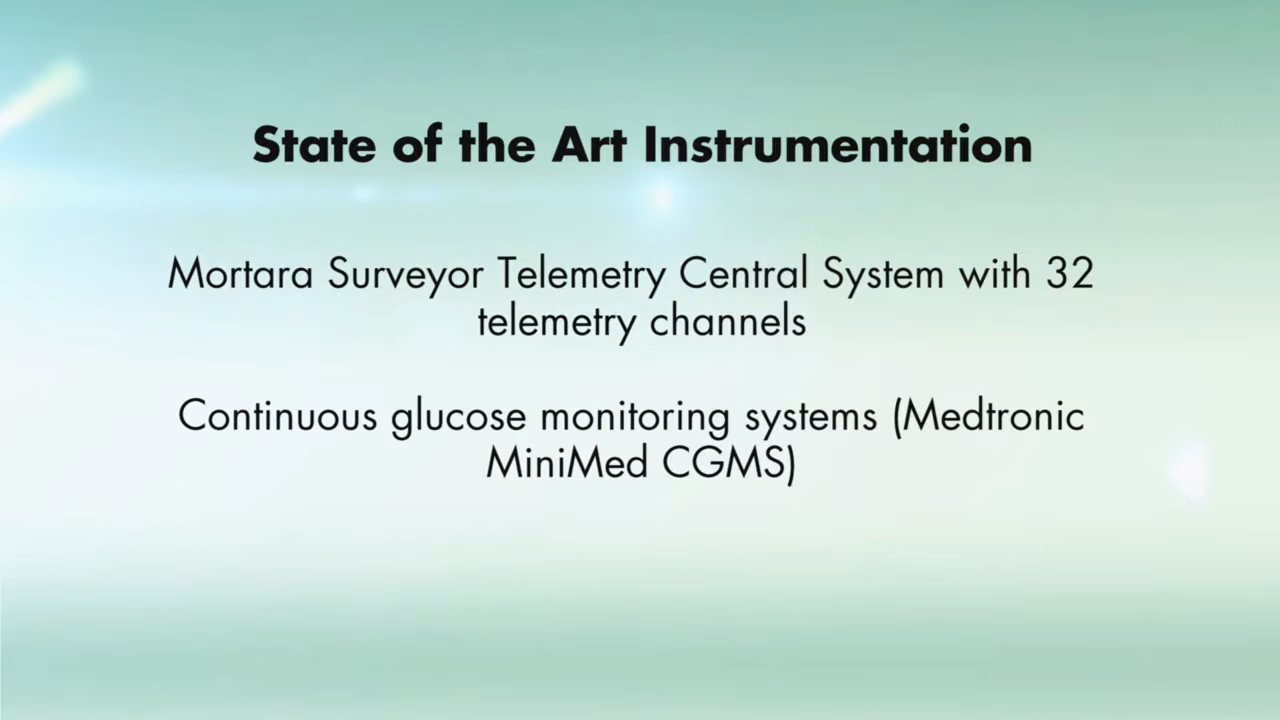 State of the Art Instrumentation
Mortara Surveyor Telemetry Central System with 32
telemetry channels
Continuous glucose monitoring systems (Medtronic
MiniMed CGMS)